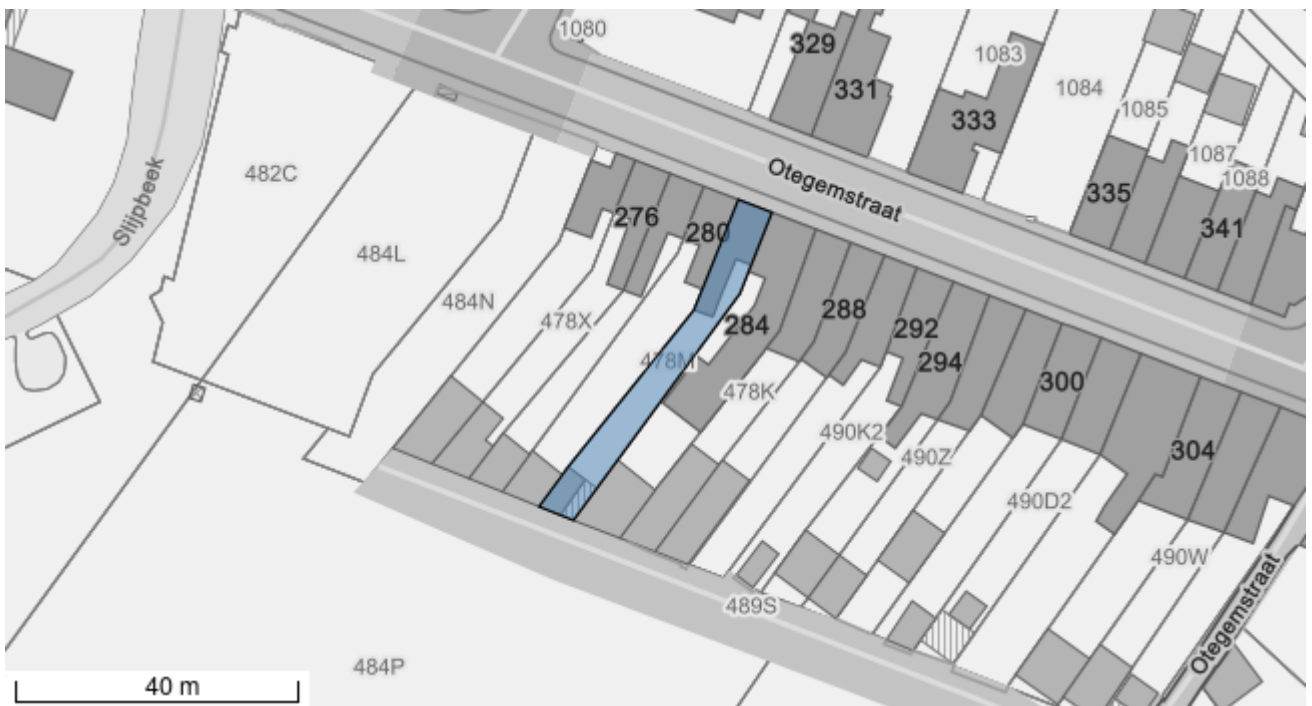 1080
329
1083
331
1084
333
1085
1087
1088
335
341
Otegemstraat
Slijpbeek
482C
484L
484N
276
280
478X
478M
284
288
292
294
300
304
478K
490K2
490Z
490D2
490W
489S
484P
Otegemstraat
40 m